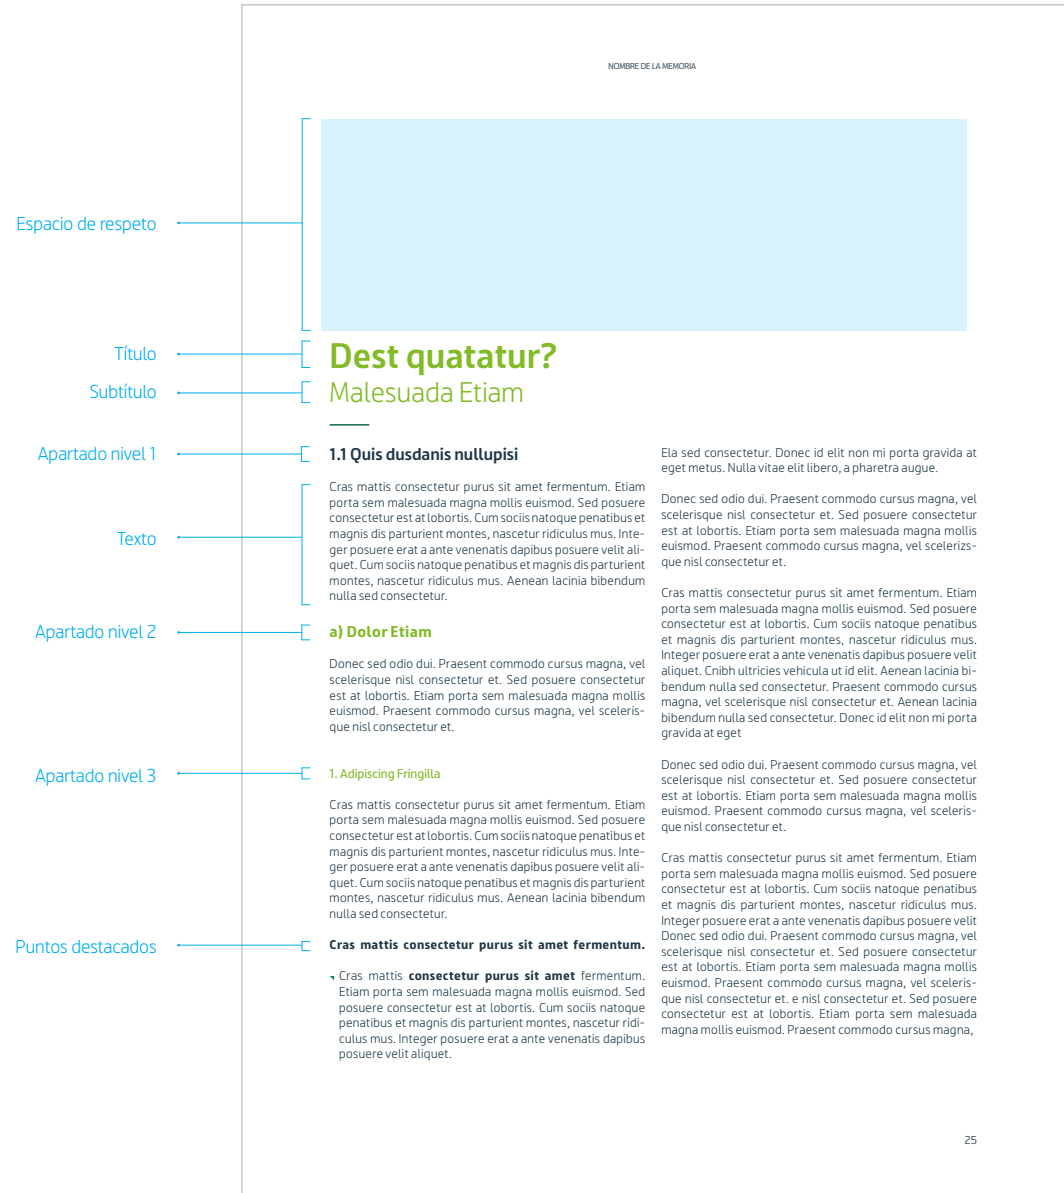 NOMBRE DE LA MEMORIA
Espacio de respeto
Título
Dest quatatur?
Subtítulo
Malesuada Etiam
Apartado nivel 1
1.1 Quis dusdanis nullupisi
Texto
Cras mattis consectetur purus sit amet fermentum. Etiam
porta sem malesuada magna mollis euismod. Sed posuere
consectetur est at lobortis. Cum sociis natoque penatibus et
magnis dis parturient montes, nascetur ridiculus mus. Inte-
ger posuere erat a ante venenatis dapibus posuere velit ali-
quet. Cum sociis natoque penatibus et magnis dis parturient
montes, nascetur ridiculus mus. Aenean lacinia bibendum
nulla sed consectetur.
Apartado nivel 2
a) Dolor Etiam
Donec sed odio dui. Praesent commodo cursus magna, vel
scelerisque nisl consectetur et. Sed posuere consectetur
est at lobortis. Etiam porta sem malesuada magna mollis
euismod. Praesent commodo cursus magna, vel sceleris-
que nisl consectetur et.
Apartado nivel 3
1. Adipiscing Fringilla
Cras mattis consectetur purus sit amet fermentum. Etiam
porta sem malesuada magna mollis euismod. Sed posuere
consectetur est at lobortis. Cum sociis natoque penatibus et
magnis dis parturient montes, nascetur ridiculus mus. Inte-
ger posuere erat a ante venenatis dapibus posuere velit ali-
quet. Cum sociis natoque penatibus et magnis dis parturient
montes, nascetur ridiculus mus. Aenean lacinia bibendum
nulla sed consectetur.
Puntos destacados
Cras mattis consectetur purus sit amet fermentum.
Cras mattis consectetur purus sit amet fermentum.
Etiam porta sem malesuada magna mollis euismod. Sed
posuere consectetur est at lobortis. Cum sociis natoque
penatibus et magnis dis parturient montes, nascetur ridi-
culus mus. Integer posuere erat a ante venenatis dapibus
posuere velit aliquet.
Ela sed consectetur. Donec id elit non mi porta gravida at
eget metus. Nulla vitae elit libero, a pharetra augue.
Donec sed odio dui. Praesent commodo cursus magna, vel
scelerisque nisl consectetur et. Sed posuere consectetur
est at lobortis. Etiam porta sem malesuada magna mollis
euismod. Praesent commodo cursus magna, vel scelerizs-
que nisl consectetur et.
Cras mattis consectetur purus sit amet fermentum. Etiam
porta sem malesuada magna mollis euismod. Sed posuere
consectetur est at lobortis. Cum sociis natoque penatibus
et magnis dis parturient montes, nascetur ridiculus mus.
Integer posuere erat a ante venenatis dapibus posuere velit
aliquet. Cnibh ultricies vehicula ut id elit. Aenean lacinia bi-
bendum nulla sed consectetur. Praesent commodo cursus
magna, vel scelerisque nisl consectetur et. Aenean lacinia
bibendum nulla sed consectetur. Donec id elit non mi porta
gravida at eget
Donec sed odio dui. Praesent commodo cursus magna, vel
scelerisque nisl consectetur et. Sed posuere consectetur
est at lobortis. Etiam porta sem malesuada magna mollis
euismod. Praesent commodo cursus magna, vel sceleris-
que nisl consectetur et.
Cras mattis consectetur purus sit amet fermentum. Etiam
porta sem malesuada magna mollis euismod. Sed posuere
consectetur est at lobortis. Cum sociis natoque penatibus
et magnis dis parturient montes, nascetur ridiculus mus.
Integer posuere erat a ante venenatis dapibus posuere velit
Donec sed odio dui. Praesent commodo cursus magna, vel
scelerisque nisl consectetur et. Sed posuere consectetur
est at lobortis. Etiam porta sem malesuada magna mollis
euismod. Praesent commodo cursus magna, vel sceleris-
que nisl consectetur et. e nisl consectetur et. Sed posuere
consectetur est at lobortis. Etiam porta sem malesuada
magna mollis euismod. Praesent commodo cursus magna,
25